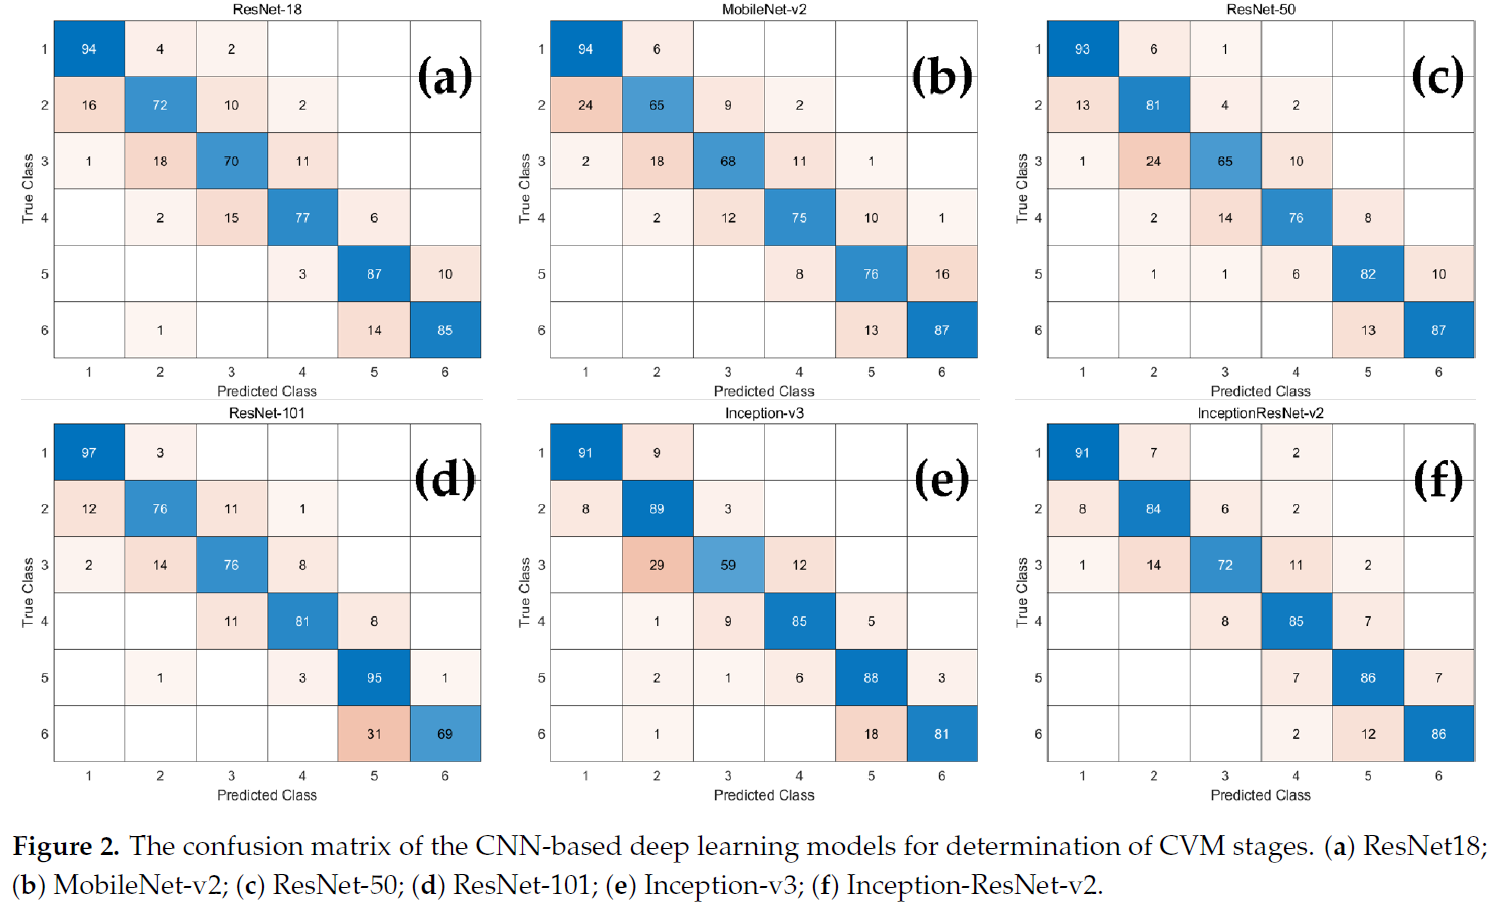 ResNet-18
1 94 4 2
(a)
2 16 72 10 2
3 1 18 70 11
4 2 15 77 6
5 3 87 10
6 1 14 85
True Class
1 2 3 4 5 6
Predicted Class
MobileNet-v2
1 94 6
(b)
2 24 65 9 2
3 2 18 68 11 1
4 2 12 75 10 1
5 8 76 16
6 13 87
True Class
1 2 3 4 5 6
Predicted Class
ResNet-50
1 93 6 1
(c)
2 13 81 4 2
3 1 24 65 10
4 2 14 76 8
5 1 1 6 82 10
6 13 87
True Class
1 2 3 4 5 6
Predicted Class
ResNet-101
1 97 3
(d)
2 12 76 11 1
3 2 14 76 8
4 11 81 8
5 1 3 95 1
6 31 69
True Class
1 2 3 4 5 6
Predicted Class
Inception-v3
1 91 9
(e)
2 8 89 3
3 29 59 12
4 1 9 85 5
5 2 1 6 88 3
6 1 18 81
True Class
1 2 3 4 5 6
Predicted Class
InceptionResNet-v2
1 91 7 2
(f)
2 8 84 6 2
3 1 14 72 11 2
4 8 85 7
5 7 86 7
6 2 12 86
True Class
1 2 3 4 5 6
Predicted Class
Figure 2. The confusion matrix of the CNN-based deep learning models for determination of CVM stages. (a) ResNet18;
(b) MobileNet-v2; (c) ResNet-50; (d) ResNet-101; (e) Inception-v3; (f) Inception-ResNet-v2.